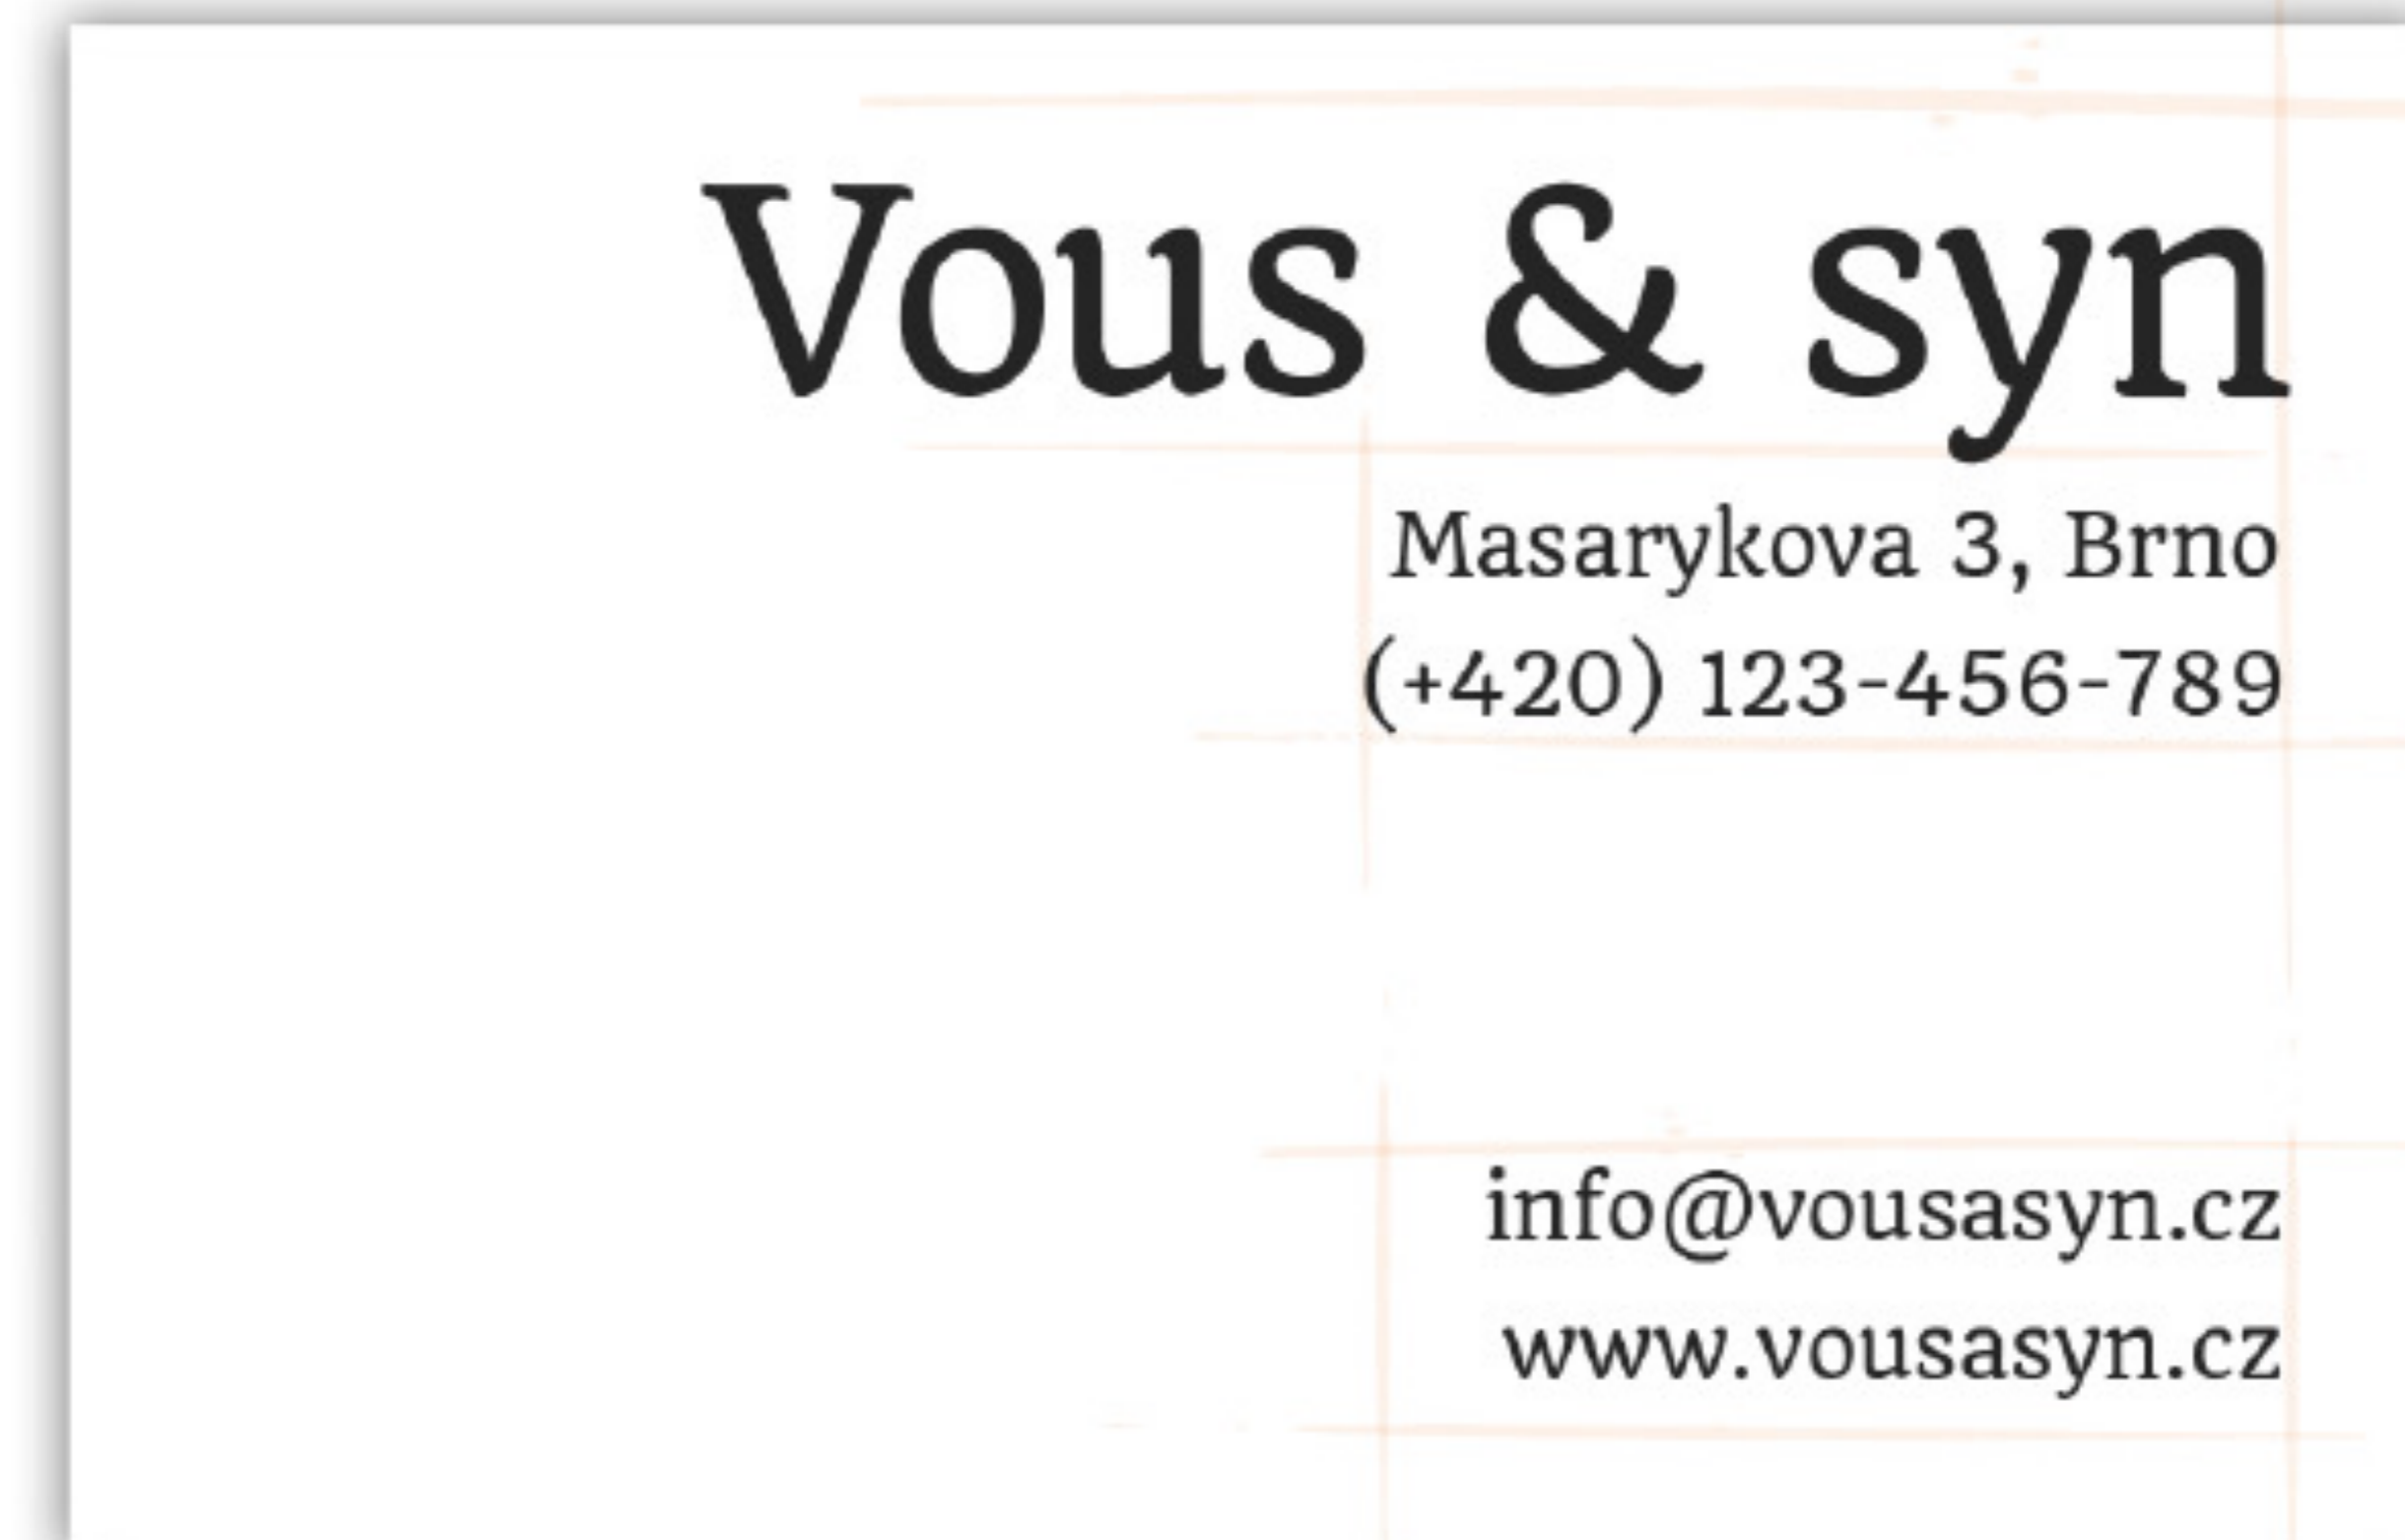 Vous & syn
Masarykova 3, Brno
(+420) 123-456-789
info@vousasyn.cz
www.vousasyn.cz